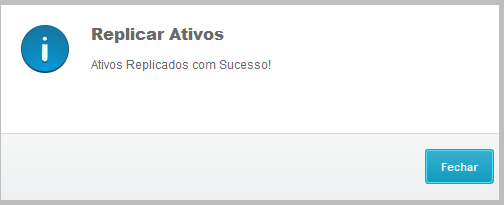 Replicar Ativos
Ativos Replicados com Sucesso!
Fechar